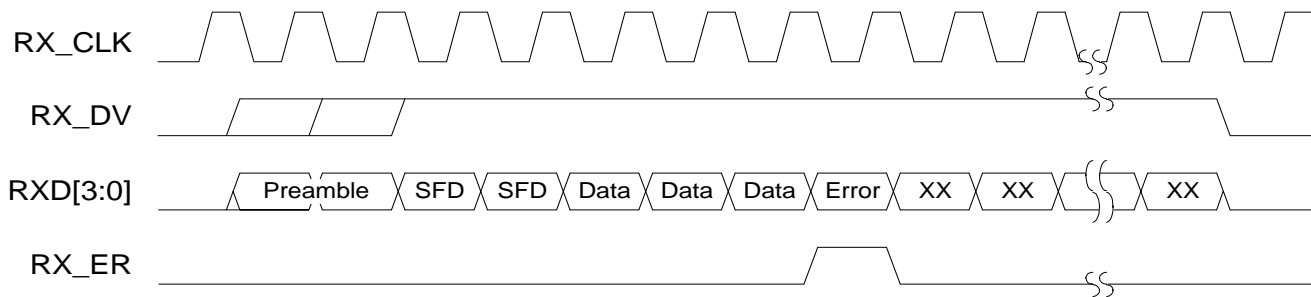 RX_CLK
RX_DV
RXD[3:0] Preamble SFD SFD Data Data Data Error XX XX XX
RX_ER